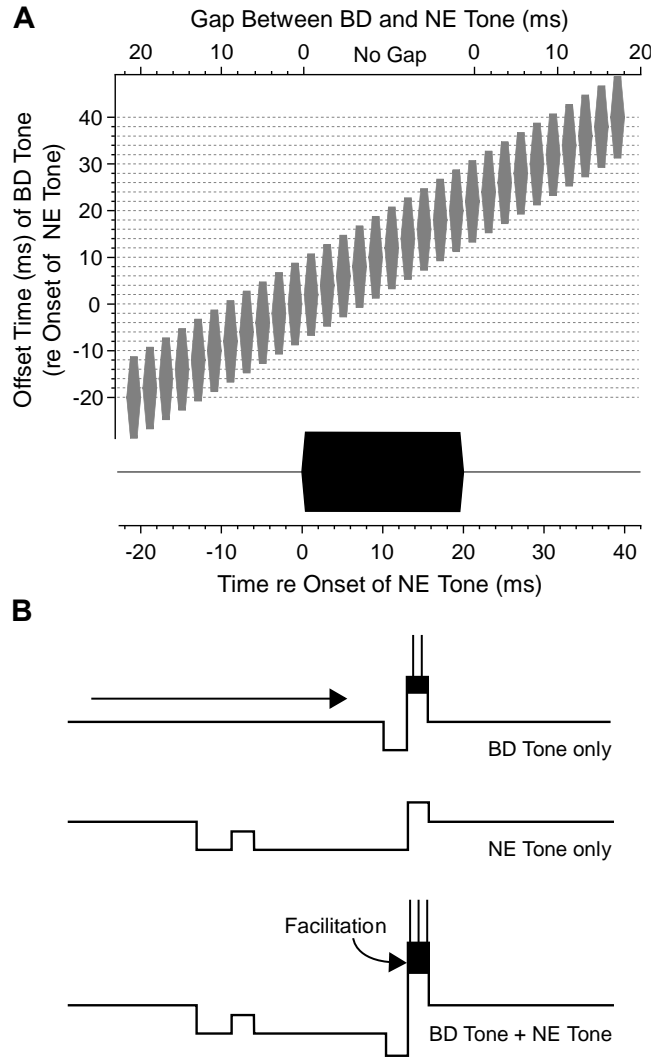 A
Gap Between BD and NE Tone (ms)
20 10 0 No Gap 0 10 20
Offset Time (ms) of BD Tone
(re Onset of NE Tone)
40
30
20
10
0
-10
-20
-20 -10 0 10 20 30 40
Time re Onset of NE Tone (ms)
B
BD Tone only
NE Tone only
Facilitation
BD Tone + NE Tone